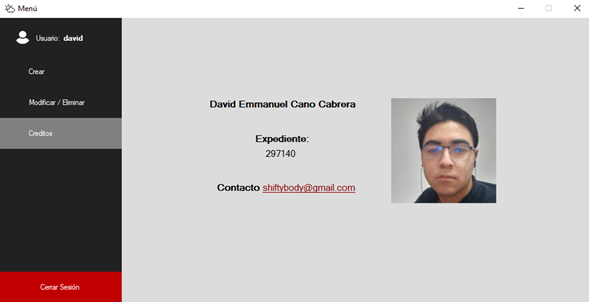 Menú
Usuario: david
Crear
Modificar / Eliminar
Creditos
Cerrar Sesión
David Emmanuel Cano Cabrera
Expediente:
297140
Contacto shiftybody@gmail.com